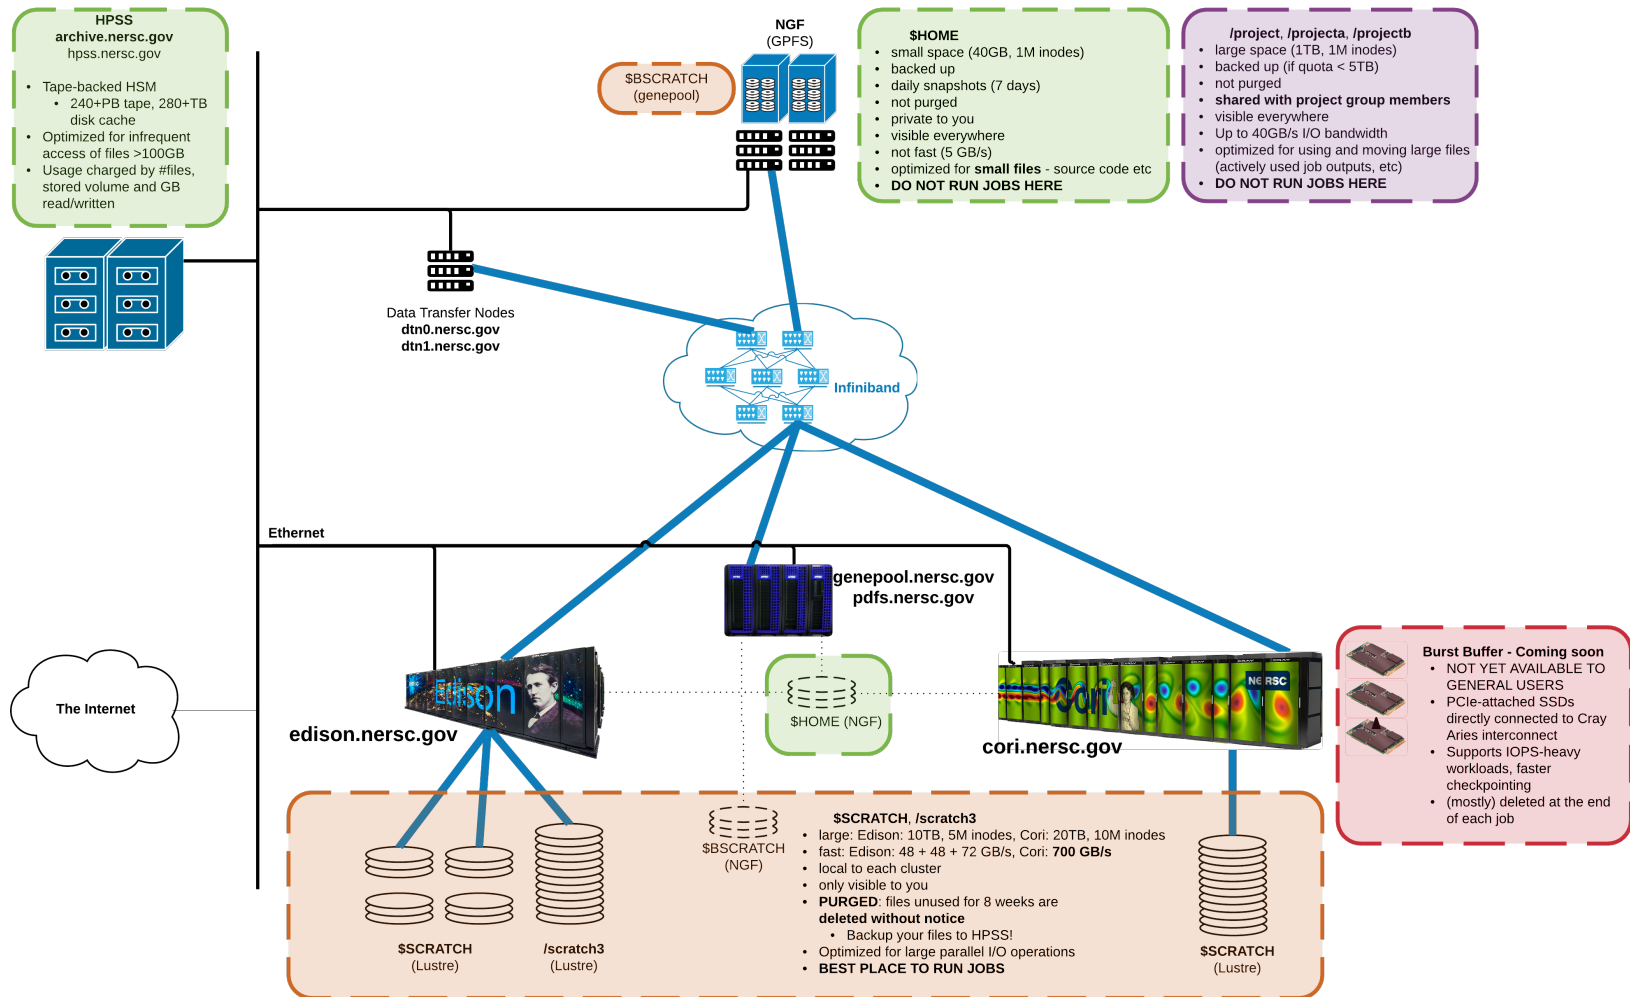 HPSS
archive.nersc.gov
hpss.nersc.gov
• Tape-backed HSM
• 240+PB tape, 280+TB
disk cache
• Optimized for infrequent
access of files >100GB
• Usage charged by #files,
stored volume and GB
read/written
NGF
(GPFS)
$BSCRATCH
(genepool)
$HOME
• small space (40GB, 1M inodes)
• backed up
• daily snapshots (7 days)
• not purged
• private to you
• visible everywhere
• not fast (5 GB/s)
• optimized for small files - source code etc
• DO NOT RUN JOBS HERE
/project, /projecta, /projectb
• large space (1TB, 1M inodes)
• backed up (if quota < 5TB)
• not purged
• shared with project group members
• visible everywhere
• Up to 40GB/s I/O bandwidth
• optimized for using and moving large files
(actively used job outputs, etc)
• DO NOT RUN JOBS HERE
Data Transfer Nodes
dtn0.nersc.gov
dtn1.nersc.gov
Infiniband
Ethernet
genepool.nersc.gov
pdfs.nersc.gov
The Internet
Edison
edison.nersc.gov
$HOME (NGF)
Cori
NERSC
cori.nersc.gov
Burst Buffer - Coming soon
• NOT YET AVAILABLE TO
GENERAL USERS
• PCIe-attached SSDs
directly connected to Cray
Aries interconnect
• Supports IOPS-heavy
workloads, faster
checkpointing
• (mostly) deleted at the end
of each job
$SCRATCH
(Lustre)
/scratch3
(Lustre)
$BSCRATCH
(NGF)
$SCRATCH, /scratch3
• large: Edison: 10TB, 5M inodes, Cori: 20TB, 10M inodes
• fast: Edison: 48 + 48 + 72 GB/s, Cori: 700 GB/s
• local to each cluster
• only visible to you
• PURGED: files unused for 8 weeks are
deleted without notice
• Backup your files to HPSS!
• Optimized for large parallel I/O operations
• BEST PLACE TO RUN JOBS
$SCRATCH
(Lustre)